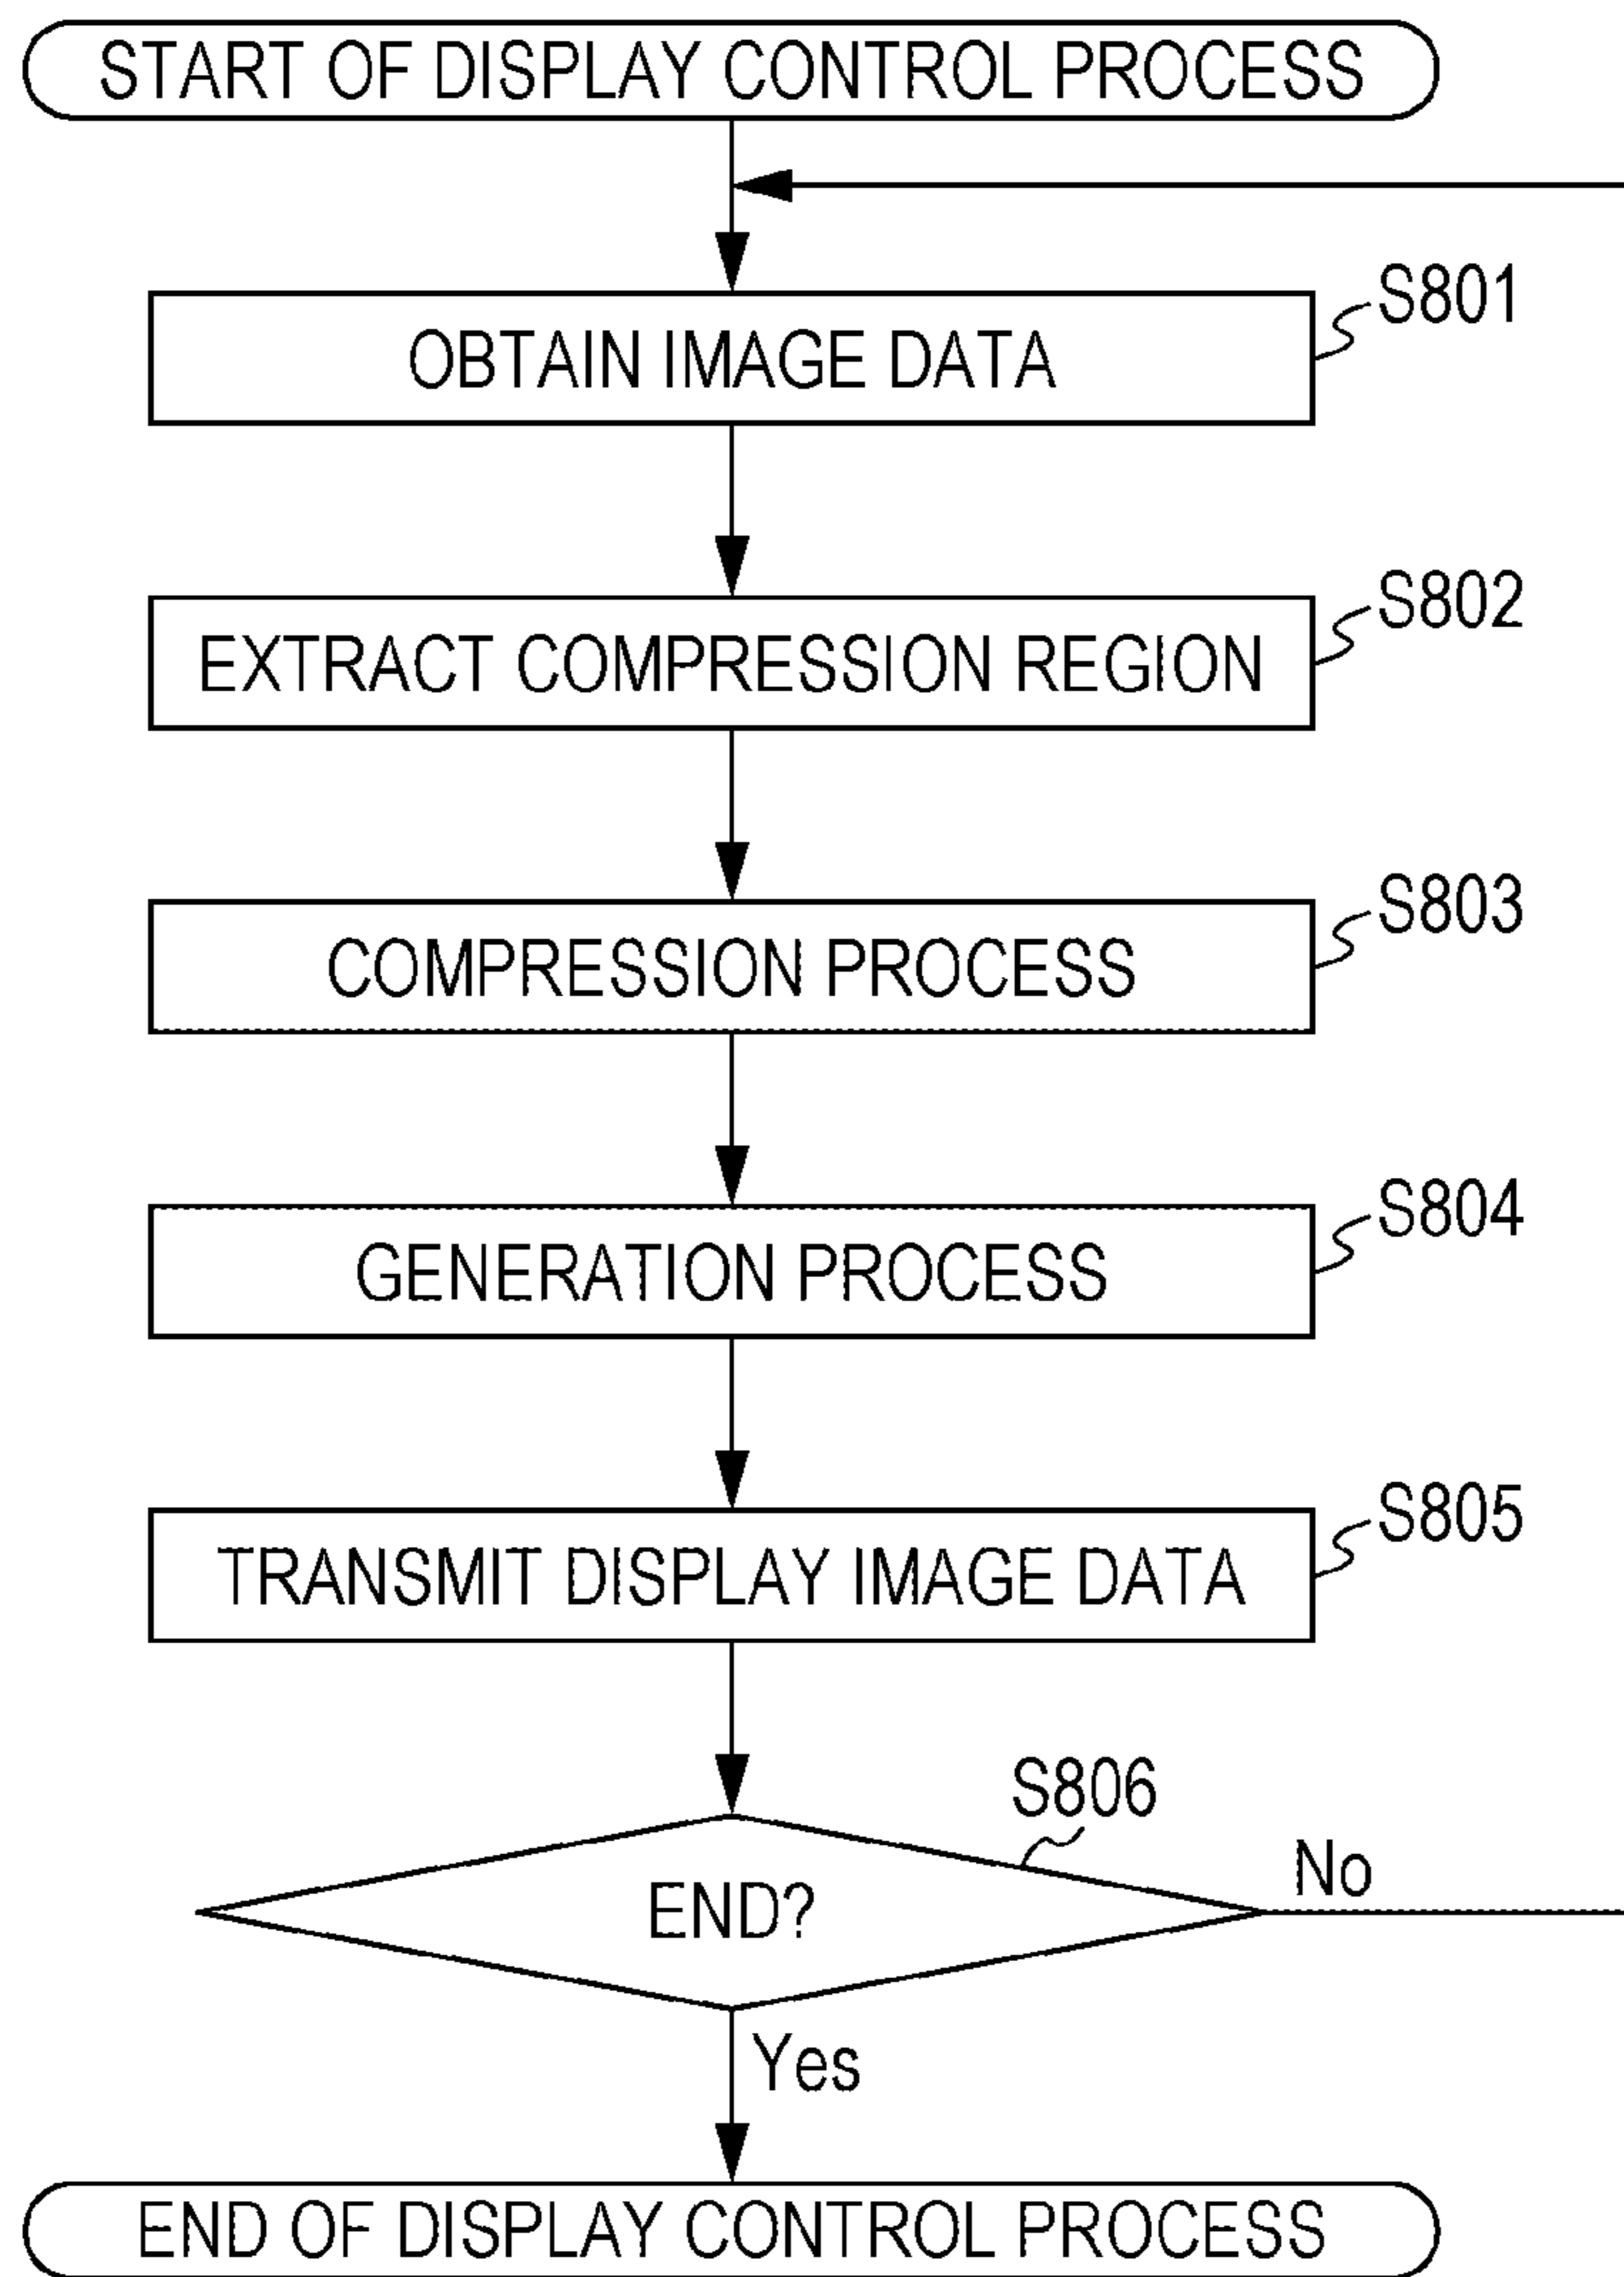 START OF DISPLAY CONTROL PROCESS
OBTAIN IMAGE DATA
S801
EXTRACT COMPRESSION REGION
S802
COMPRESSION PROCESS
S803
GENERATION PROCESS
S804
TRANSMIT DISPLAY IMAGE DATA
S805
S806
END?
No
Yes
END OF DISPLAY CONTROL PROCESS